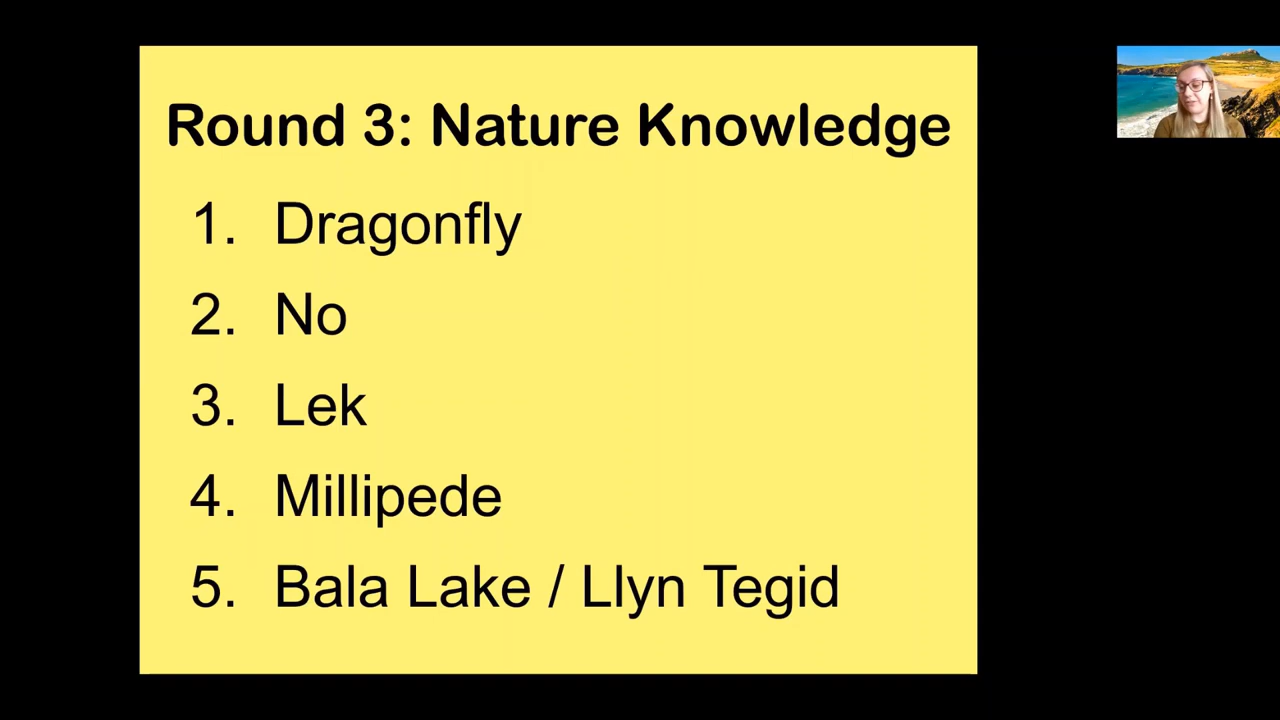 Round 3: Nature Knowledge
1. Dragonfly
2. No
3. Lek
4. Millipede
5. Bala Lake / Llyn Tegid